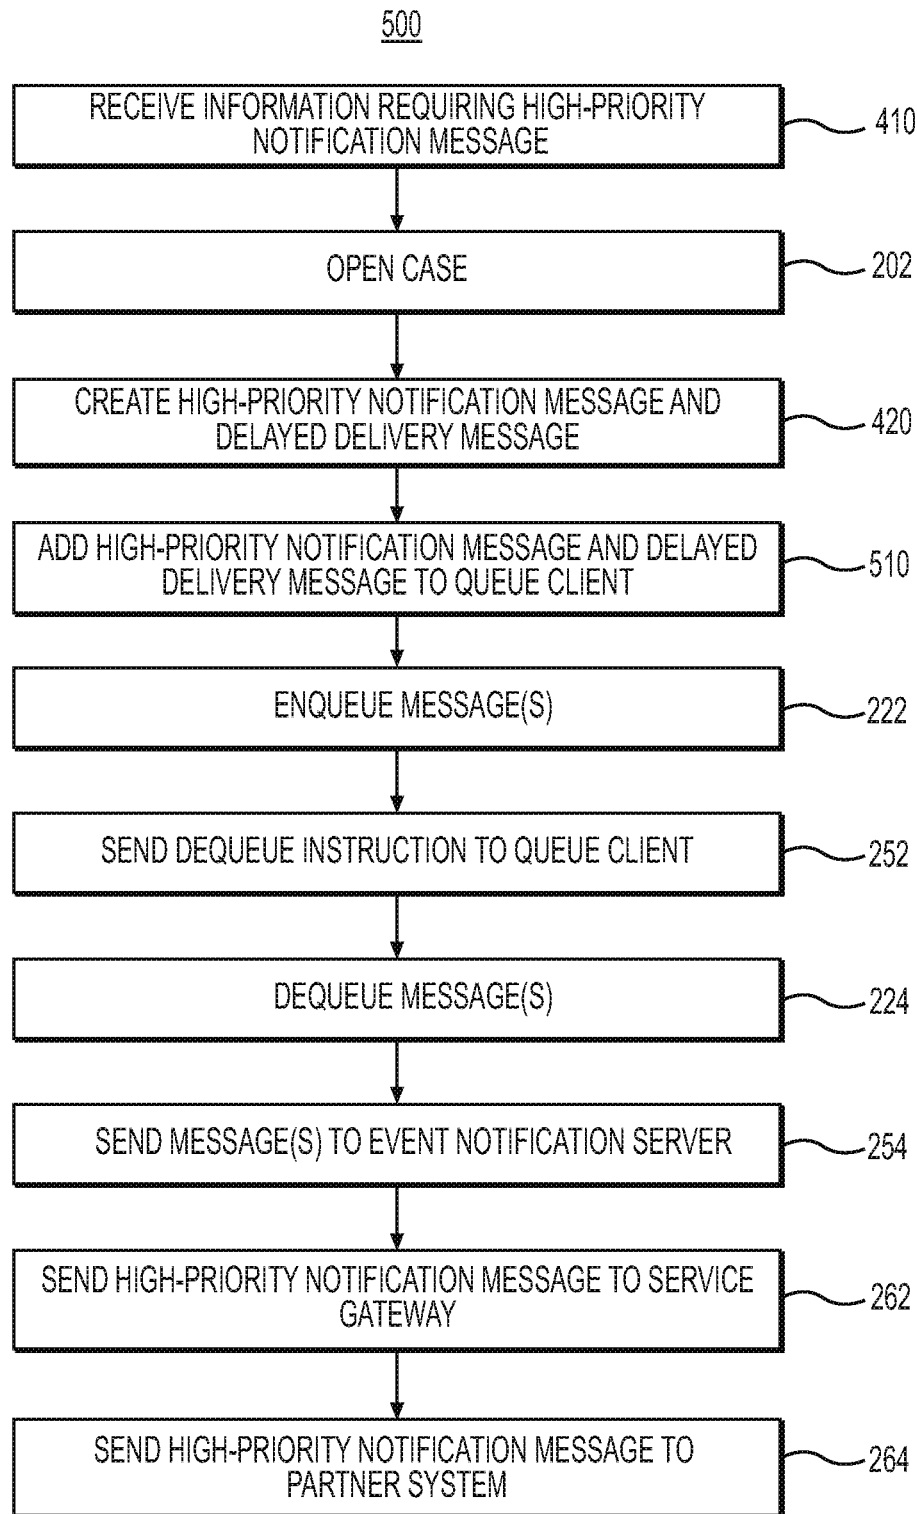 500
RECEIVE INFORMATION REQUIRING HIGH-PRIORITY
NOTIFICATION MESSAGE
410
OPEN CASE
202
CREATE HIGH-PRIORITY NOTIFICATION MESSAGE AND
DELAYED DELIVERY MESSAGE
420
ADD HIGH-PRIORITY NOTIFICATION MESSAGE AND DELAYED
DELIVERY MESSAGE TO QUEUE CLIENT
510
ENQUEUE MESSAGE(S)
222
SEND DEQUEUE INSTRUCTION TO QUEUE CLIENT
252
DEQUEUE MESSAGE(S)
224
SEND MESSAGE(S) TO EVENT NOTIFICATION SERVER
254
SEND HIGH-PRIORITY NOTIFICATION MESSAGE TO SERVICE
GATEWAY
262
SEND HIGH-PRIORITY NOTIFICATION MESSAGE TO
PARTNER SYSTEM
264